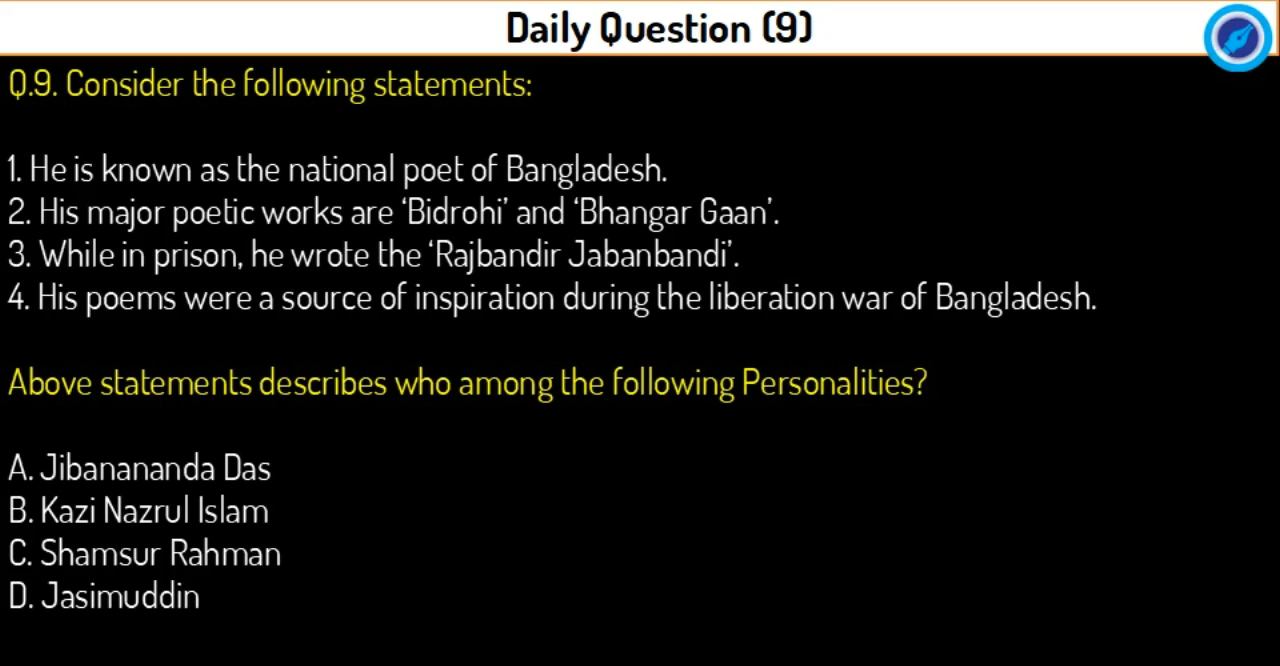 Daily Question (9)
Q.9. Consider the following statements:
1. He is known as the national poet of Bangladesh.
2. His major poetic works are ‘Bidrohi’ and ‘Bhangar Gaan’.
3. While in prison, he wrote the ‘Rajbandir Jabanbandi’.
4. His poems were a source of inspiration during the liberation war of Bangladesh.
Above statements describes who among the following Personalities?
A. Jibanananda Das
B. Kazi Nazrul Islam
C. Shamsur Rahman
D. Jasimuddin